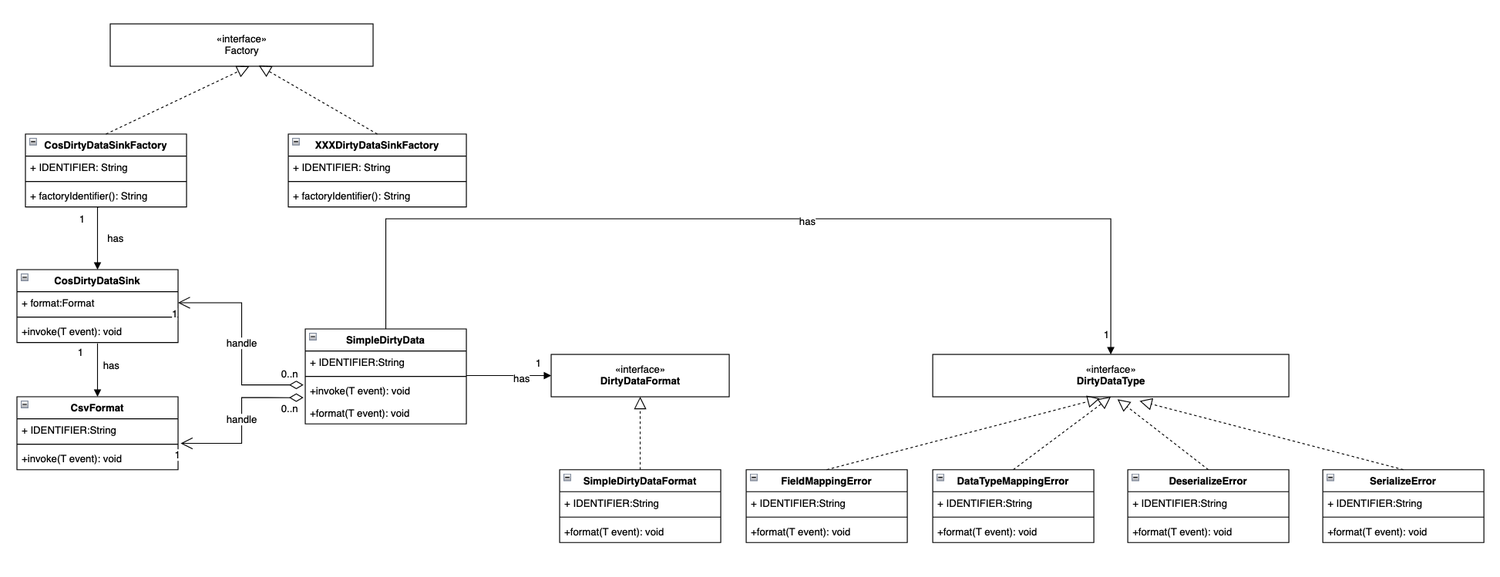 «interface»
Factory
CosDirtyDataSinkFactory
+ IDENTIFIER: String
+ factoryIdentifier(): String
XXXDirtyDataSinkFactory
+ IDENTIFIER: String
+ factoryIdentifier(): String
1
has
has
CosDirtyDataSink
+ format:Format
1
+invoke(T event): void
1
has
handle
SimpleDirtyData
+ IDENTIFIER:String
+invoke(T event): void
+format(T event): void
0..n
0..n
handle
1
has
«interface»
DirtyDataFormat
1
«interface»
DirtyDataType
CsvFormat
+ IDENTIFIER:String
+invoke(T event): void
1
SimpleDirtyDataFormat
+ IDENTIFIER:String
+format(T event): void
FieldMappingError
+ IDENTIFIER:String
+format(T event): void
DataTypeMappingError
+ IDENTIFIER:String
+format(T event): void
DeserializeError
+ IDENTIFIER:String
+format(T event): void
SerializeError
+ IDENTIFIER:String
+format(T event): void